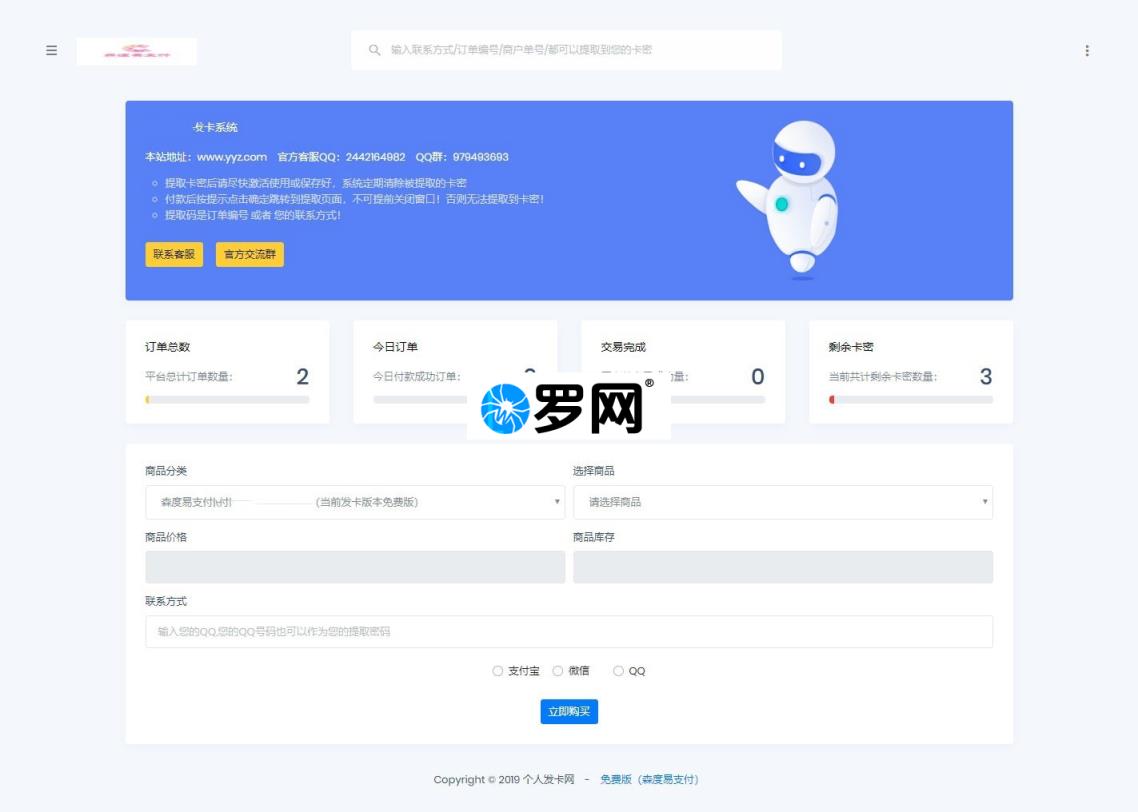 输入联系方式/订单编号/商户单号/都可以提取到您的卡密
发卡系统
本站地址：www.yyz.com 官方客服QQ：2442164982 QQ群：979493693
提取卡密后请尽快激活使用或保存好，系统定期清除被提取的卡密
付款后按提示点击确定跳转到提取页面，不可提前关闭窗口！否则无法提取到卡密！
提取码是订单编号 或者 您的联系方式！
联系客服 官方交流群
订单总数 今日订单 交易完成 剩余卡密
平台总计订单数量： 2 今日付款成功订单： 量： 0 当前共计剩余卡密数量： 3
罗网®
商品分类 选择商品
森度易支付 (当前发卡版本免费版) 请选择商品
商品价格 商品库存
联系方式
输入您的QQ,您的QQ号码也可以作为您的提取密码
支付宝 微信 QQ
立即购买
Copyright © 2019 个人发卡网 - 免费版（森度易支付）